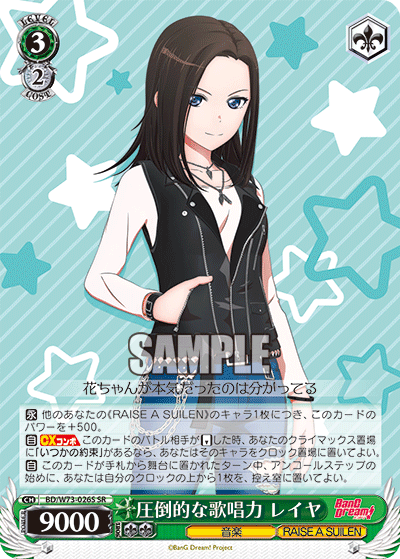 LEVEL
3
2
COST
SAMPLE
花ちゃんが本気だったのは分かってる
永 他のあなたの《RAISE A SUILEN》のキャラ1枚につき、このカードの
パワーを+500。
自 CXコンボ このカードのバトル相手が した時、あなたのクライマックス置場
に「いつかの約束」があるなら、あなたはそのキャラをクロック置場に置いてよい。
自 このカードが手札から舞台に置かれたターン中、アンコールステップの
始めに、あなたは自分のクロックの上から1枚を、控え室に置いてよい。
CH BD/W73-026S SR
圧倒的な歌唱力 レイヤ
BanG Dream!
9000
音楽
RAISE A SUILEN
©BanG Dream! Project